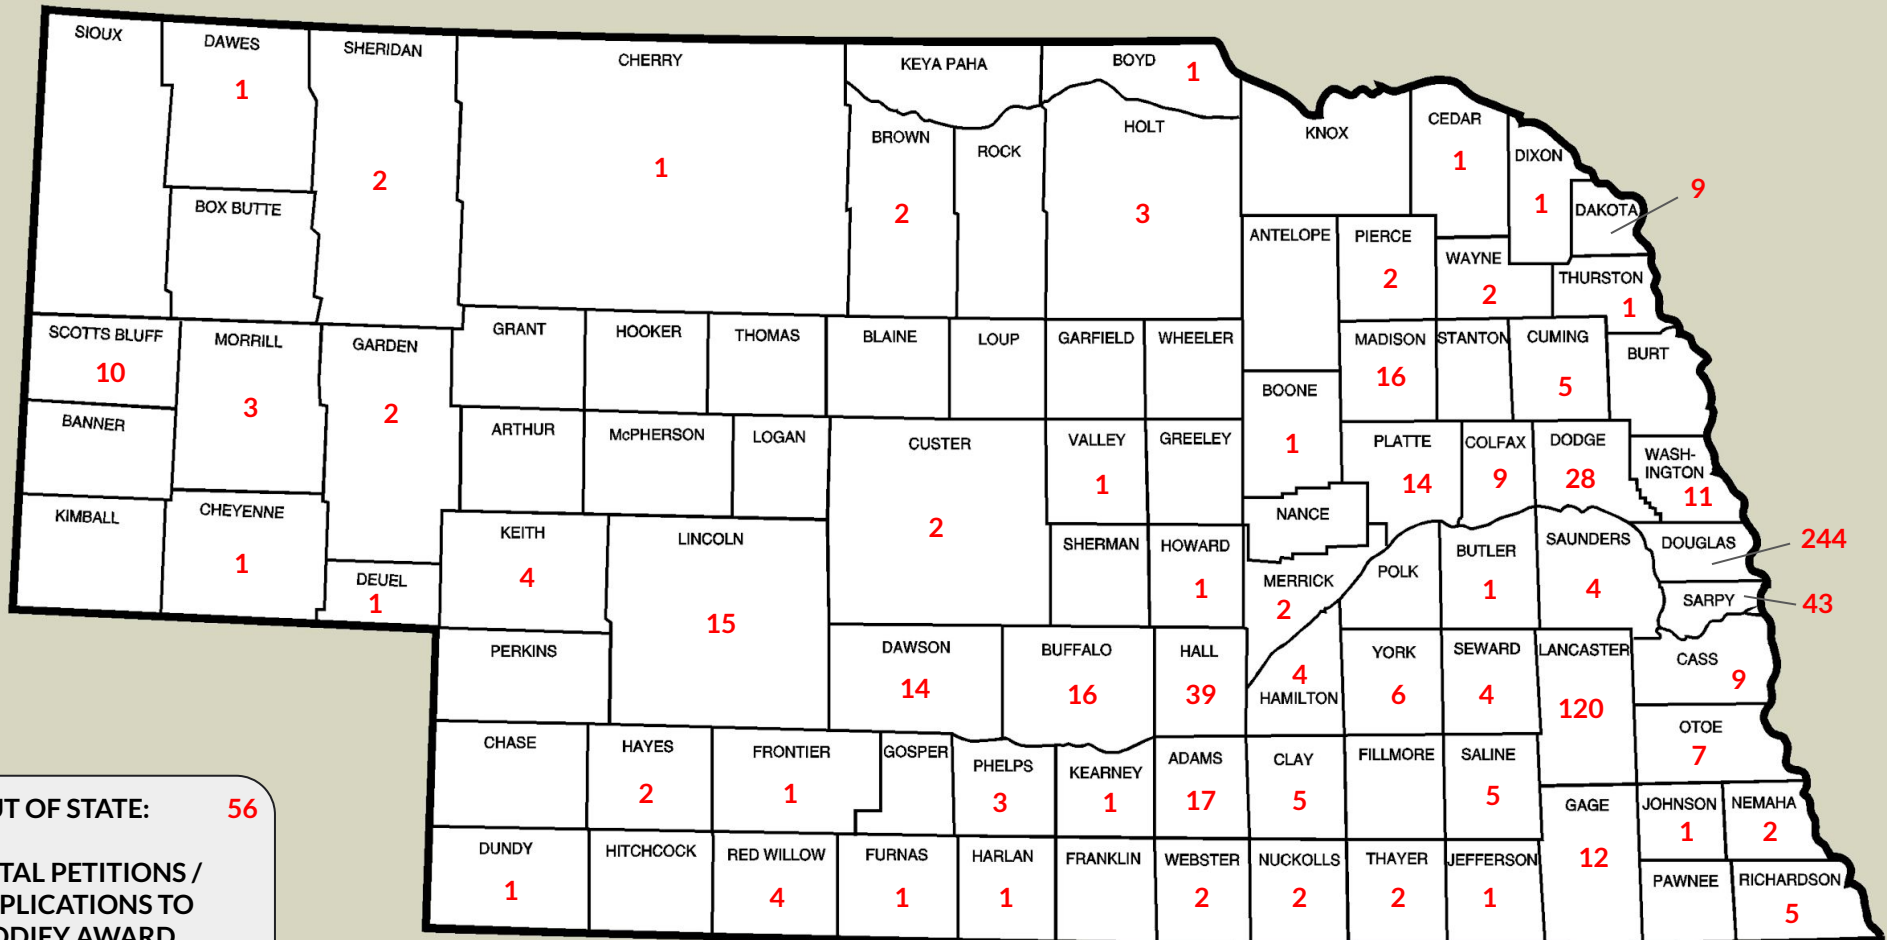 SIOUX
DAWES
1
SHERIDAN
2
CHERRY
1
KEYA PAHA
BOYD 1
BOX BUTTE
BROWN
2
ROCK
HOLT
3
KNOX
CEDAR
1
DIXON
1
DAKOTA
9
ANTELOPE
PIERCE
2
WAYNE
2
THURSTON
1
SCOTTS BLUFF
10
MORRILL
3
GARDEN
2
GRANT
HOOKER
THOMAS
BLAINE
LOUP
GARFIELD
WHEELER
MADISON
16
STANTON
CUMING
5
BURT
BANNER
ARTHUR
McPHERSON
LOGAN
CUSTER
2
VALLEY
1
GREELEY
BOONE
1
PLATTE
14
COLFAX
9
DODGE
28
WASH-
INGTON
11
KIMBALL
CHEYENNE
1
DEUEL
1
KEITH
4
LINCOLN
15
SHERMAN
HOWARD
1
NANCE
MERRICK
2
POLK
BUTLER
1
SAUNDERS
4
DOUGLAS
244
SARPY
43
PERKINS
DAWSON
14
BUFFALO
16
HALL
39
4
HAMILTON
YORK
6
SEWARD
4
LANCASTER
120
CASS
9
OTOE
7
CHASE
HAYES
2
FRONTIER
1
GOSPER
PHELPS
3
KEARNEY
1
ADAMS
17
CLAY
5
FILLMORE
SALINE
5
GAGE
12
JOHNSON
1
NEMAHA
2
DUNDY
1
HITCHCOCK
RED WILLOW
4
FURNAS
1
HARLAN
1
FRANKLIN
WEBSTER
2
NUCKOLLS
2
THAYER
2
JEFFERSON
1
PAWNEE
RICHARDSON
5
UT OF STATE: 56
TAL PETITIONS /
PLICATIONS TO
ODIFY AWARD